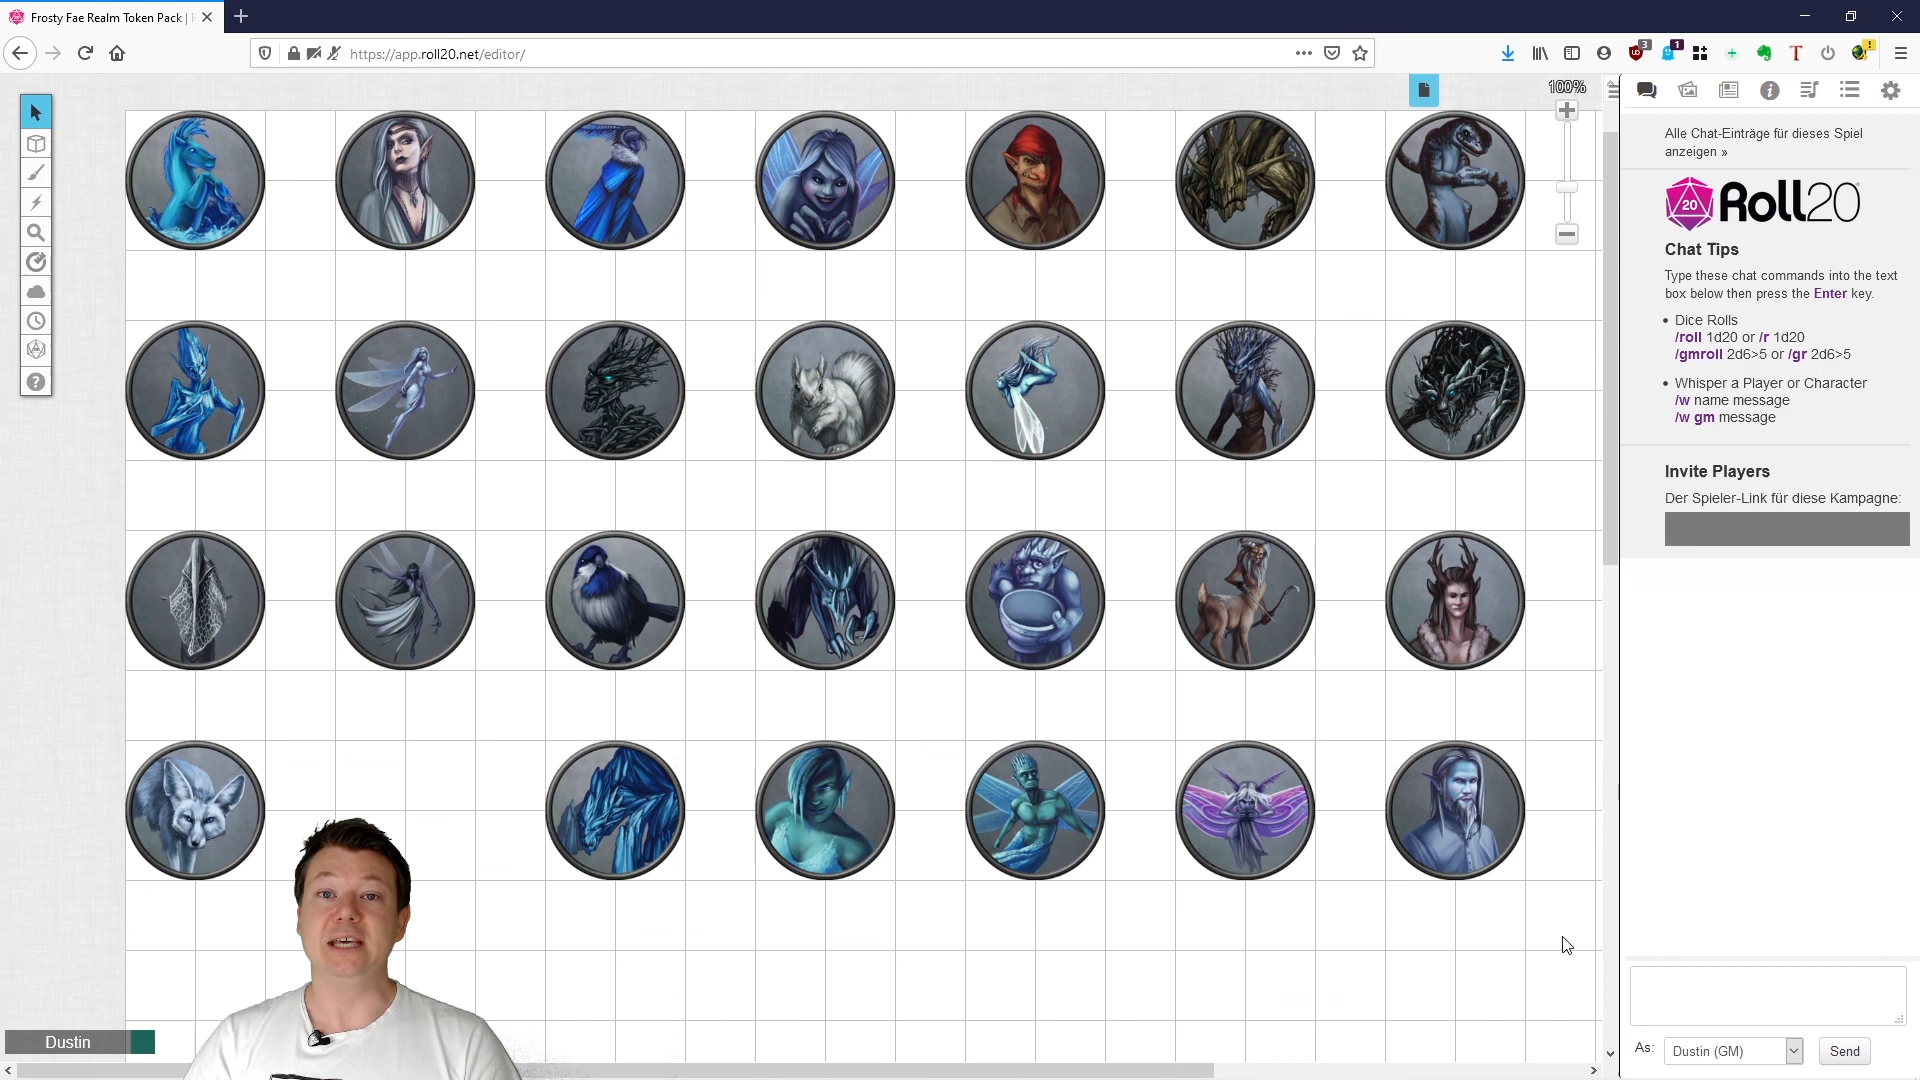 Frosty Fae Realm Token Pack |
https://app.roll20.net/editor/
3
1
100%
Alle Chat-Einträge für dieses Spiel
anzeigen »
20 Roll20
Chat Tips
Type these chat commands into the text
box below then press the Enter key.
• Dice Rolls
/roll 1d20 or /r 1d20
/gmroll 2d6>5 or /gr 2d6>5
• Whisper a Player or Character
/w name message
/w gm message
Invite Players
Der Spieler-Link für diese Kampagne:
Dustin
As: Dustin (GM) Send